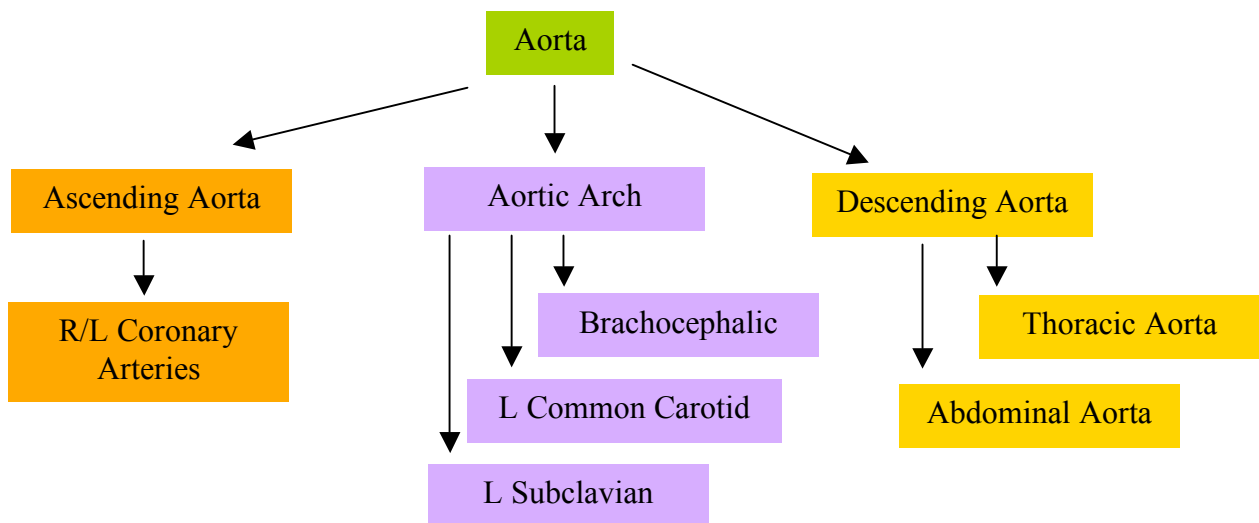 Aorta
Ascending Aorta
Aortic Arch
Descending Aorta
R/L Coronary
Arteries
Brachocephalic
Thoracic Aorta
L Common Carotid
Abdominal Aorta
L Subclavian